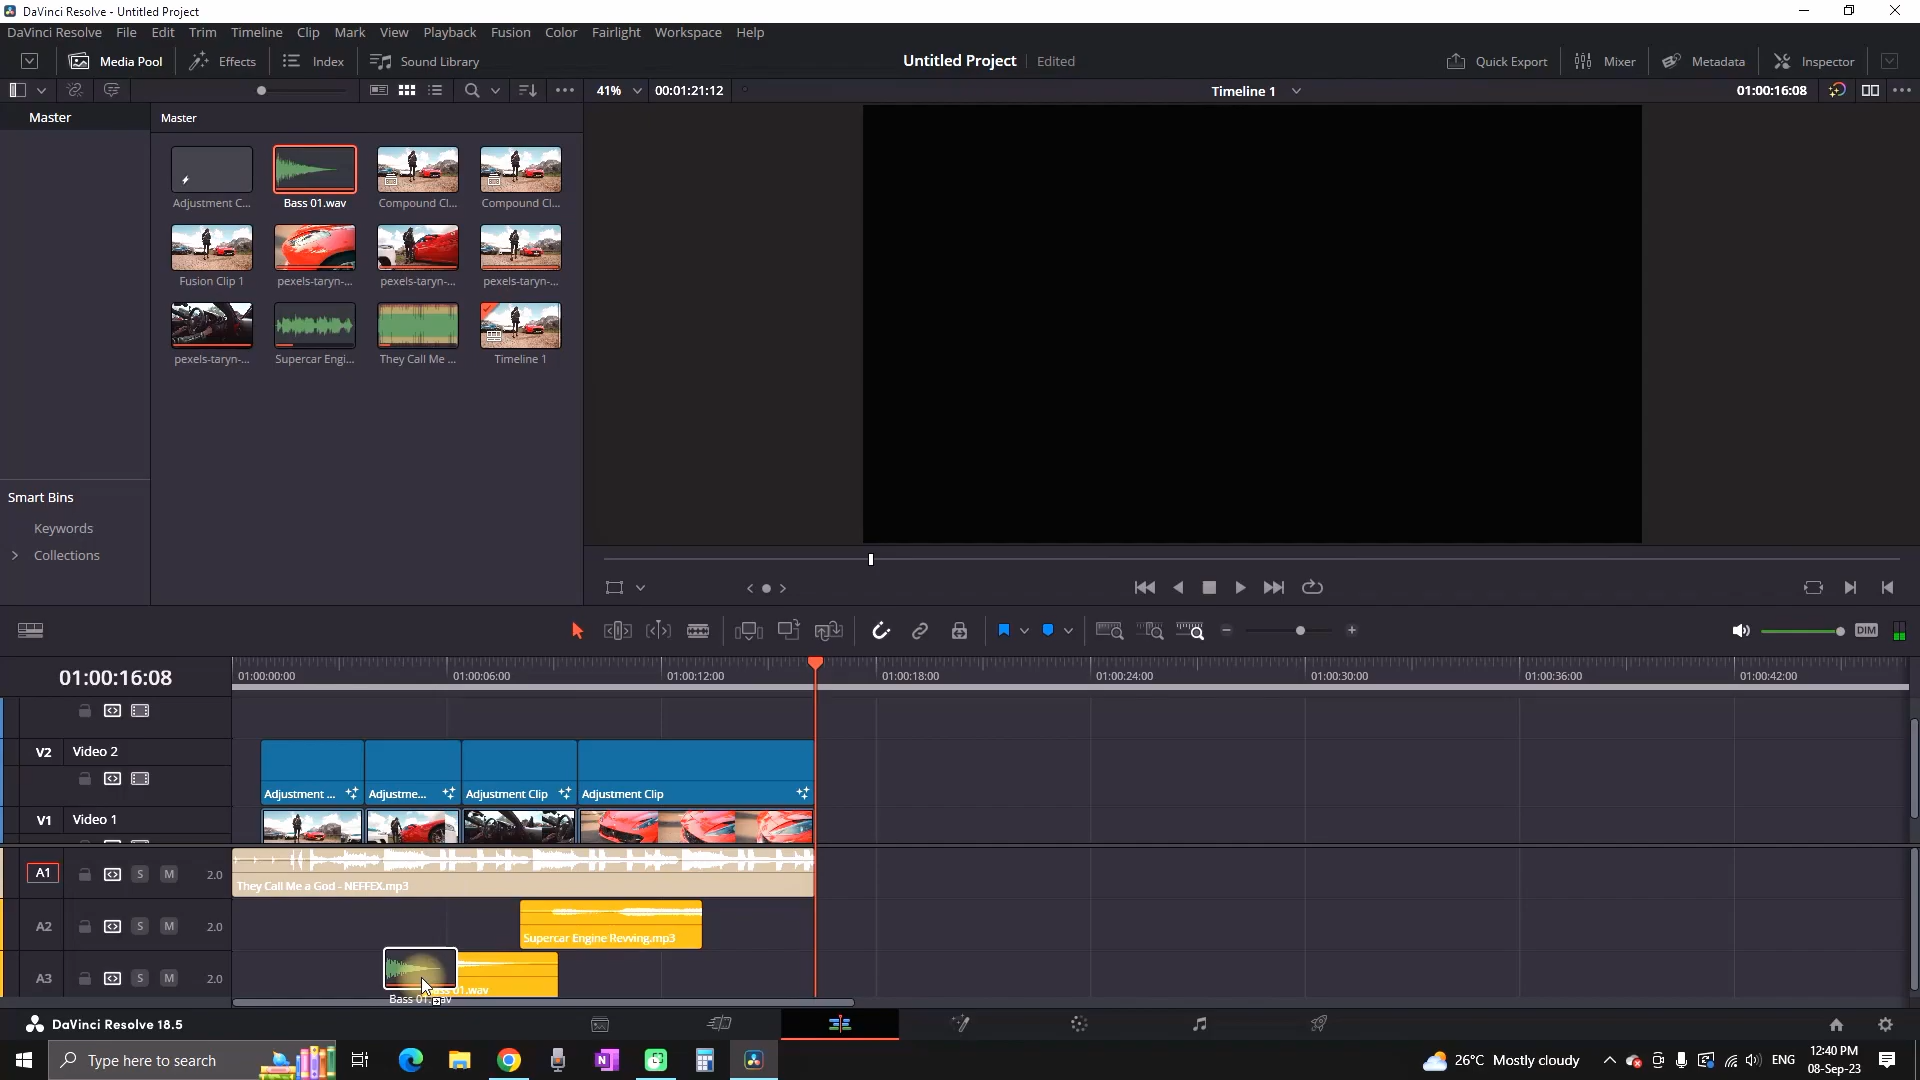 DaVinci Resolve - Untitled Project
DaVinci Resolve File Edit Trim Timeline Clip Mark View Playback Fusion Color Fairlight Workspace Help
Media Pool Effects Index Sound Library Untitled Project Edited Quick Export Mixer Metadata Inspector
41% 00:01:21:12 Timeline 1 01:00:16:08
Master Master
Adjustment C... Bass 01.wav Compound Cl... Compound Cl...
Fusion Clip 1 pexels-taryn-... pexels-taryn-... pexels-taryn-...
pexels-taryn-... Supercar Engi... They Call Me ... Timeline 1
Smart Bins
Keywords
Collections
DIM
01:00:16:08 01:00:00:00 01:00:06:00 01:00:12:00 01:00:18:00 01:00:24:00 01:00:30:00 01:00:36:00 01:00:42:00
V2 Video 2
Adjustment ... Adjustme... Adjustment Clip Adjustment Clip
V1 Video 1
A1 S M 2.0
They Call Me a God - NEFFEX.mp3
A2 S M 2.0
Supercar Engine Revving.mp3
A3 S M 2.0
01.wav
Bass 01.wav
DaVinci Resolve 18.5
Type here to search 26°C Mostly cloudy ENG 12:40 PM
08-Sep-23